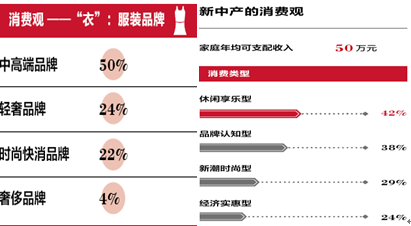 消费观 ——“衣”：服装品牌
中高端品牌 50%
轻奢品牌 24%
时尚快消品牌 22%
奢侈品牌 4%
新中产的消费观
家庭年均可支配收入 50 万元
消费类型
休闲享乐型
42%
品牌认知型
38%
新潮时尚型
29%
经济实惠型
24%